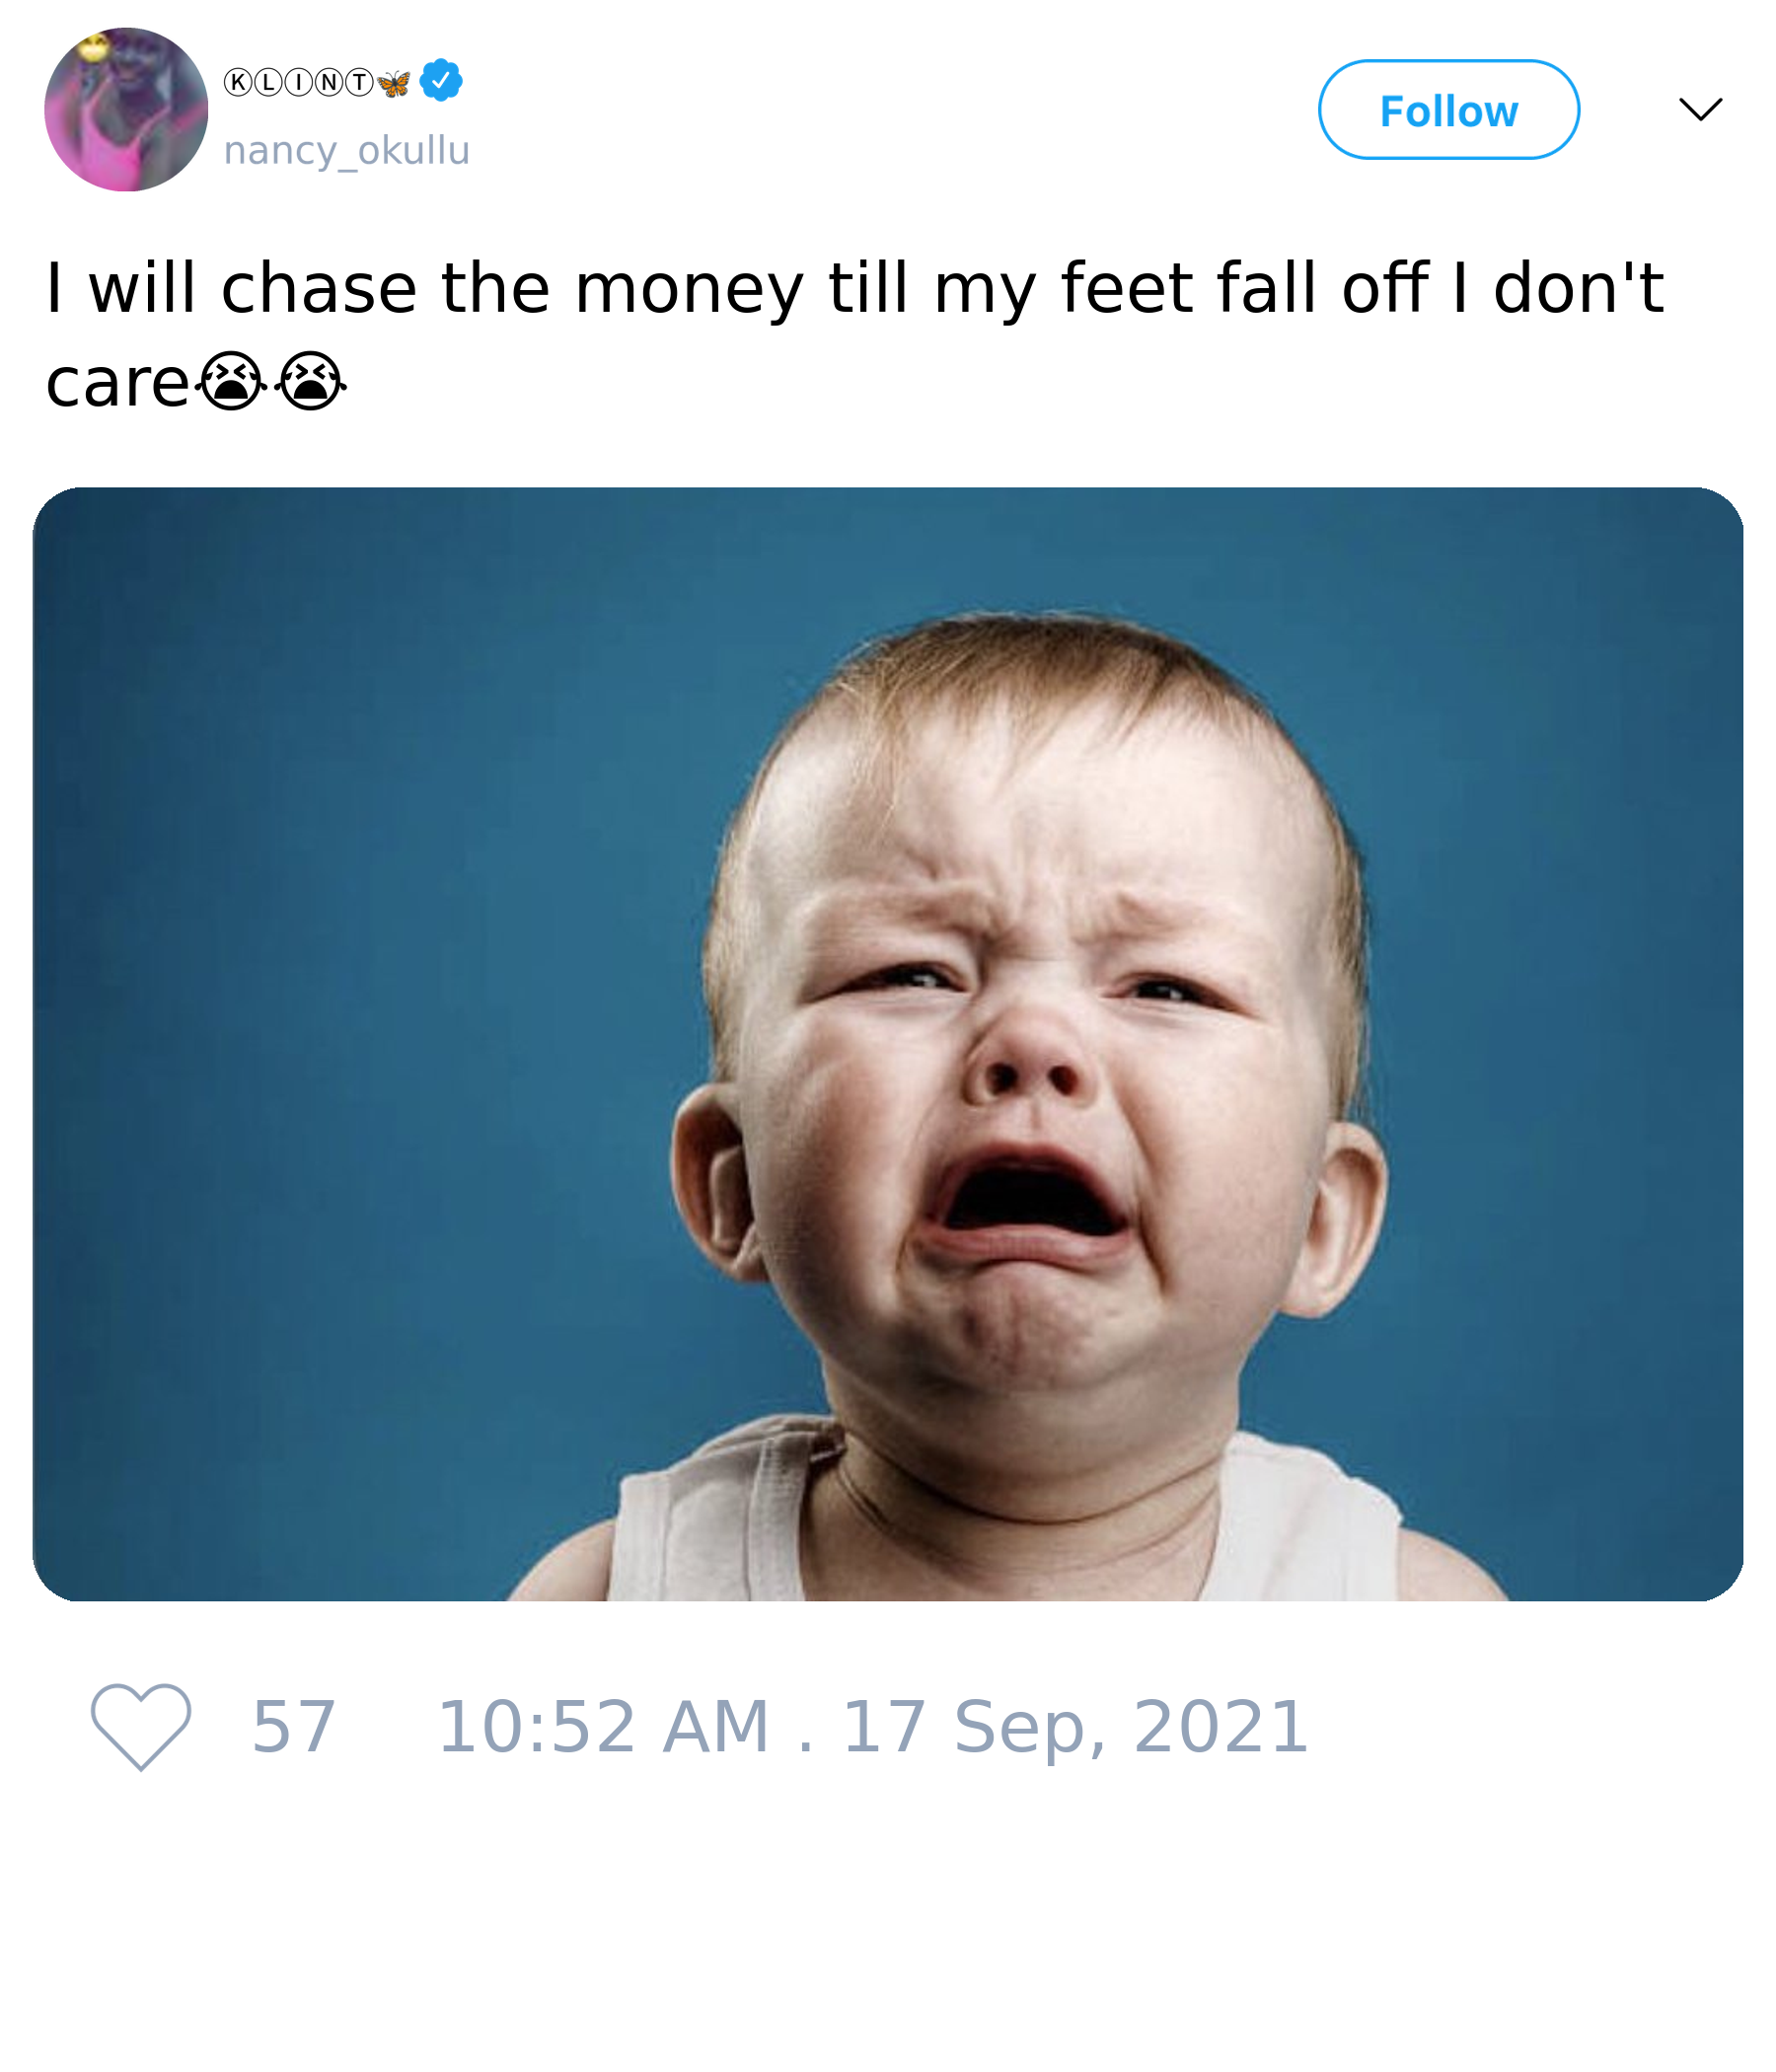 ⓀⓁⒾⓃⓉ🦋
nancy_okullu
Follow
I will chase the money till my feet fall off I don't
care😭😭
57 10:52 AM . 17 Sep, 2021